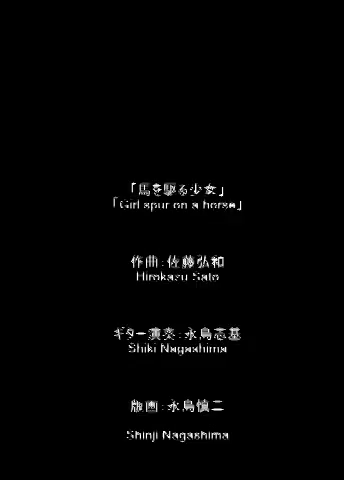 「馬を駆る少女」
「Girl spur on a horse」
作曲：佐藤弘和
Hirokazu Sato
ギター演奏：永島志基
Shiki Nagashima
版画：永島慎二
Shinji Nagashima